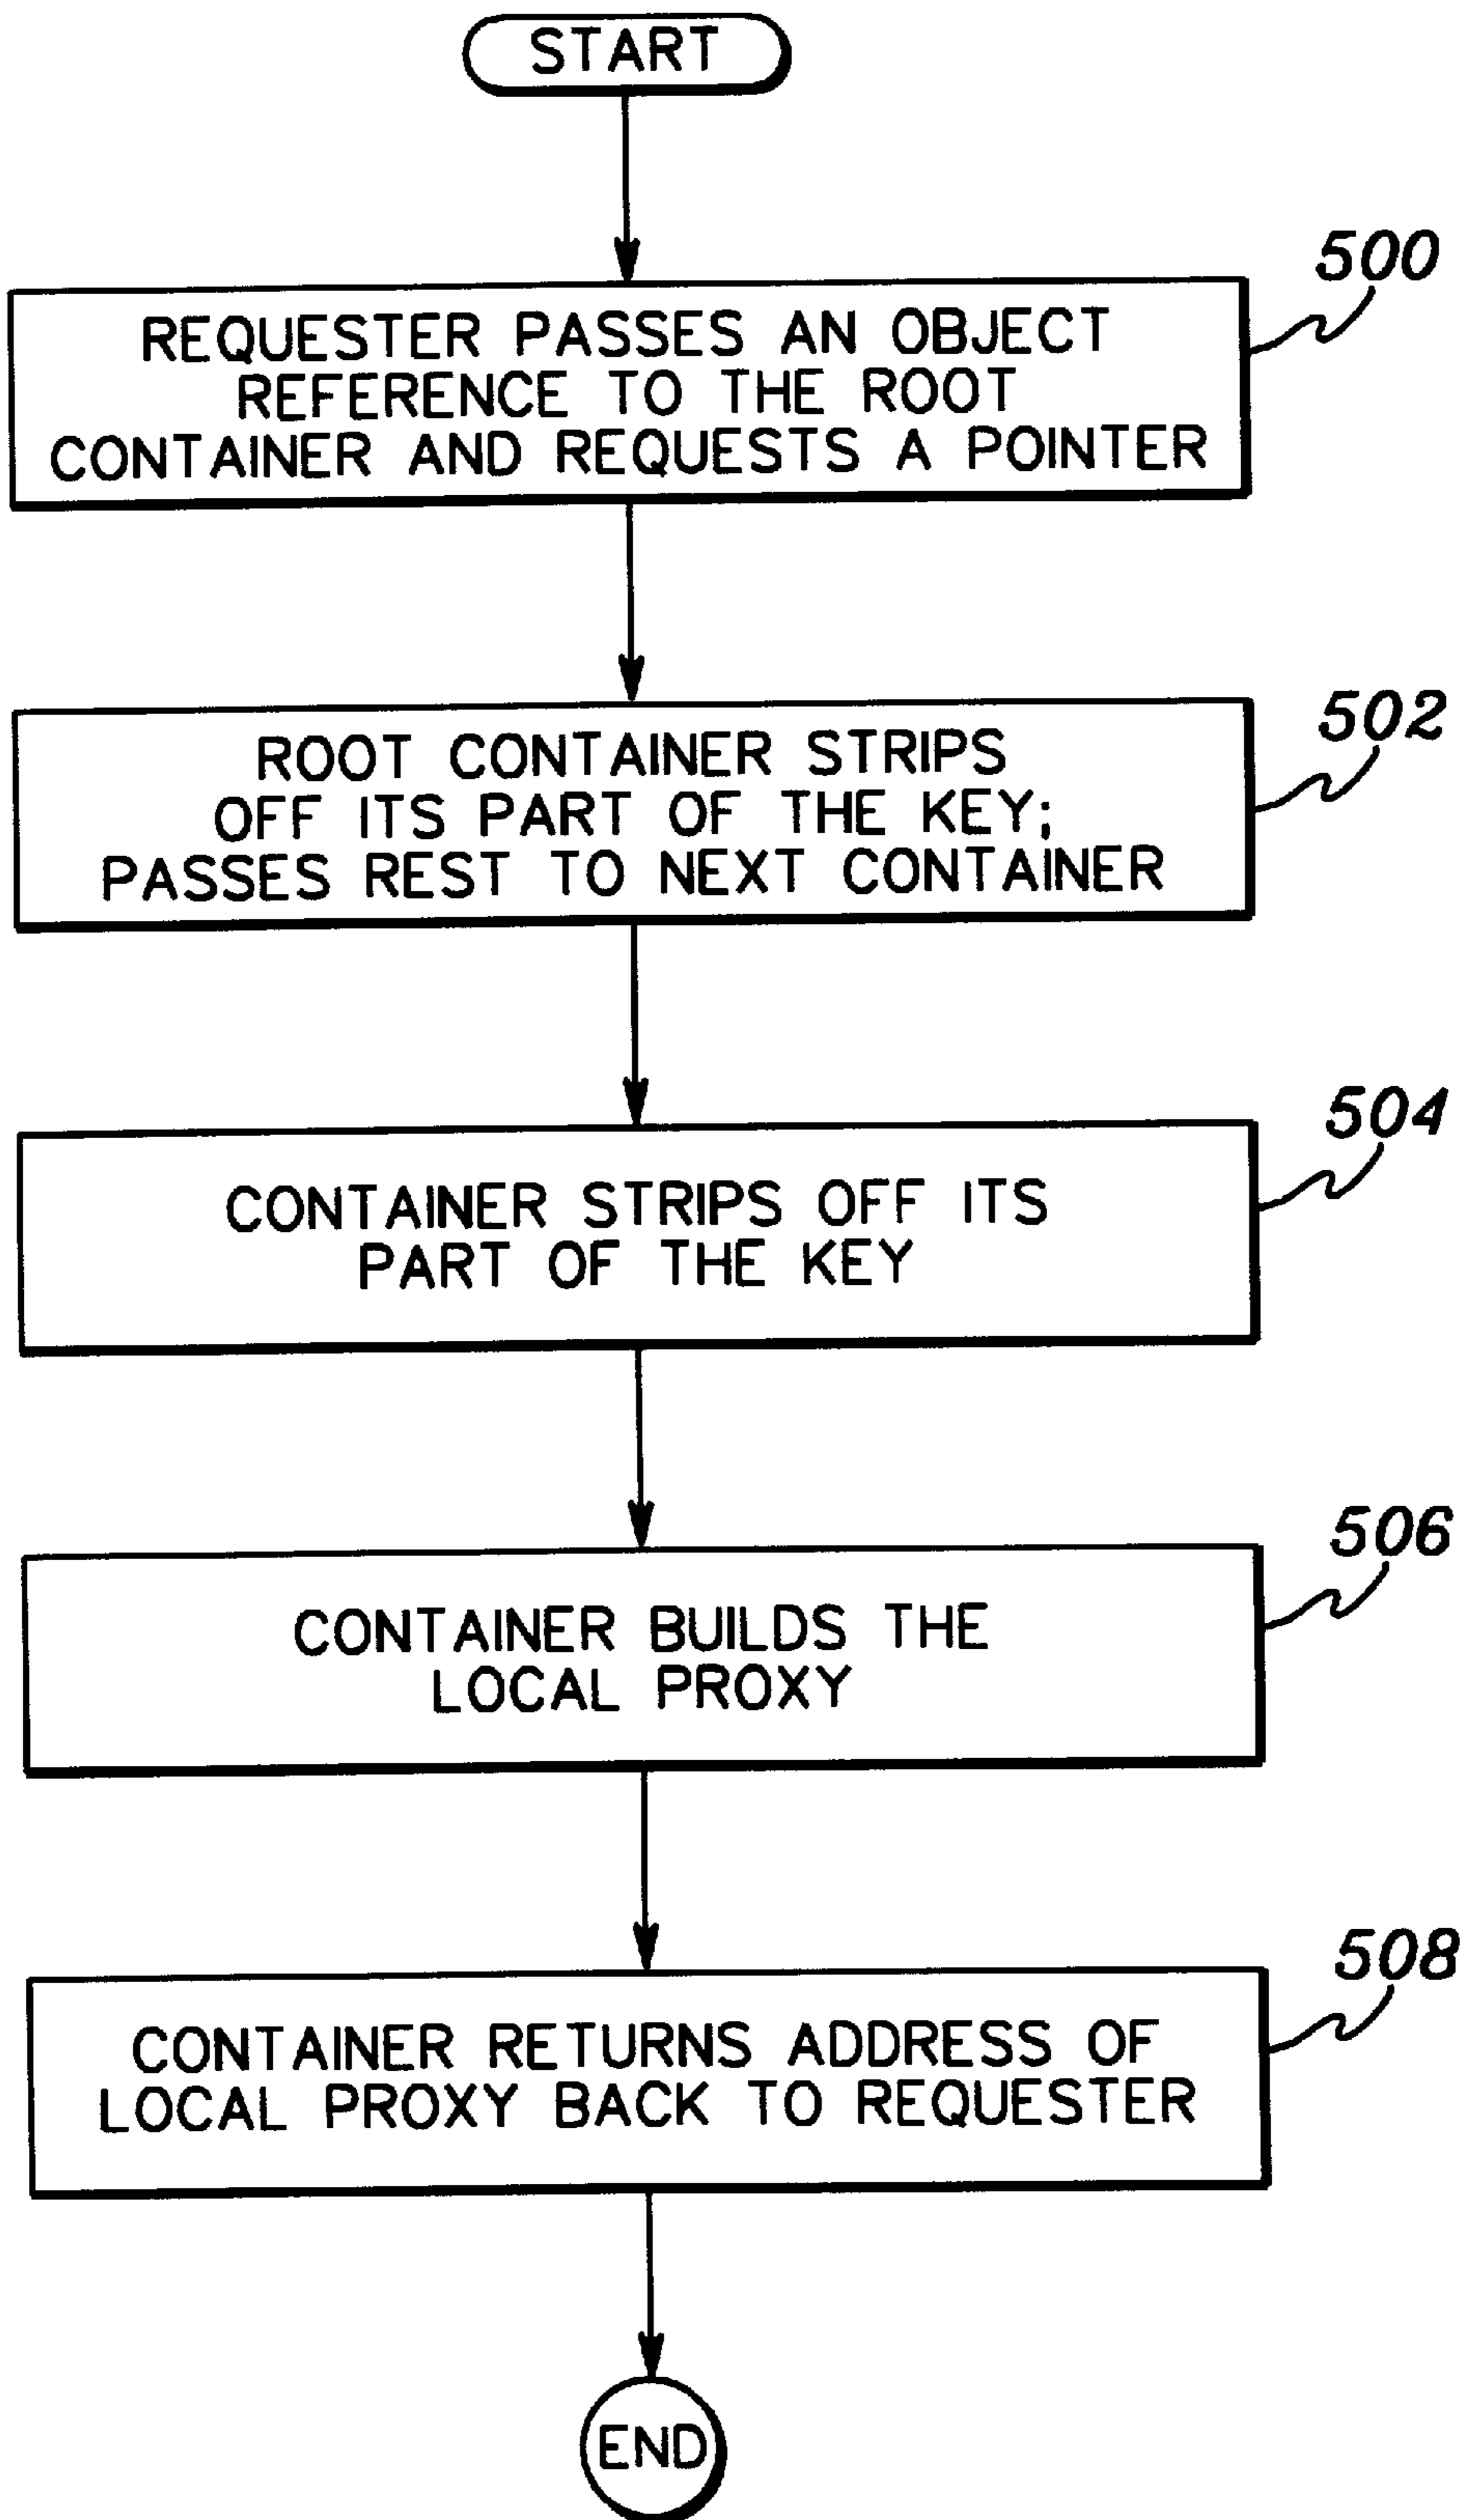 START
500
REQUESTER PASSES AN OBJECT
REFERENCE TO THE ROOT
CONTAINER AND REQUESTS A POINTER
502
ROOT CONTAINER STRIPS
OFF ITS PART OF THE KEY;
PASSES REST TO NEXT CONTAINER
504
CONTAINER STRIPS OFF ITS
PART OF THE KEY
506
CONTAINER BUILDS THE
LOCAL PROXY
508
CONTAINER RETURNS ADDRESS OF
LOCAL PROXY BACK TO REQUESTER
END